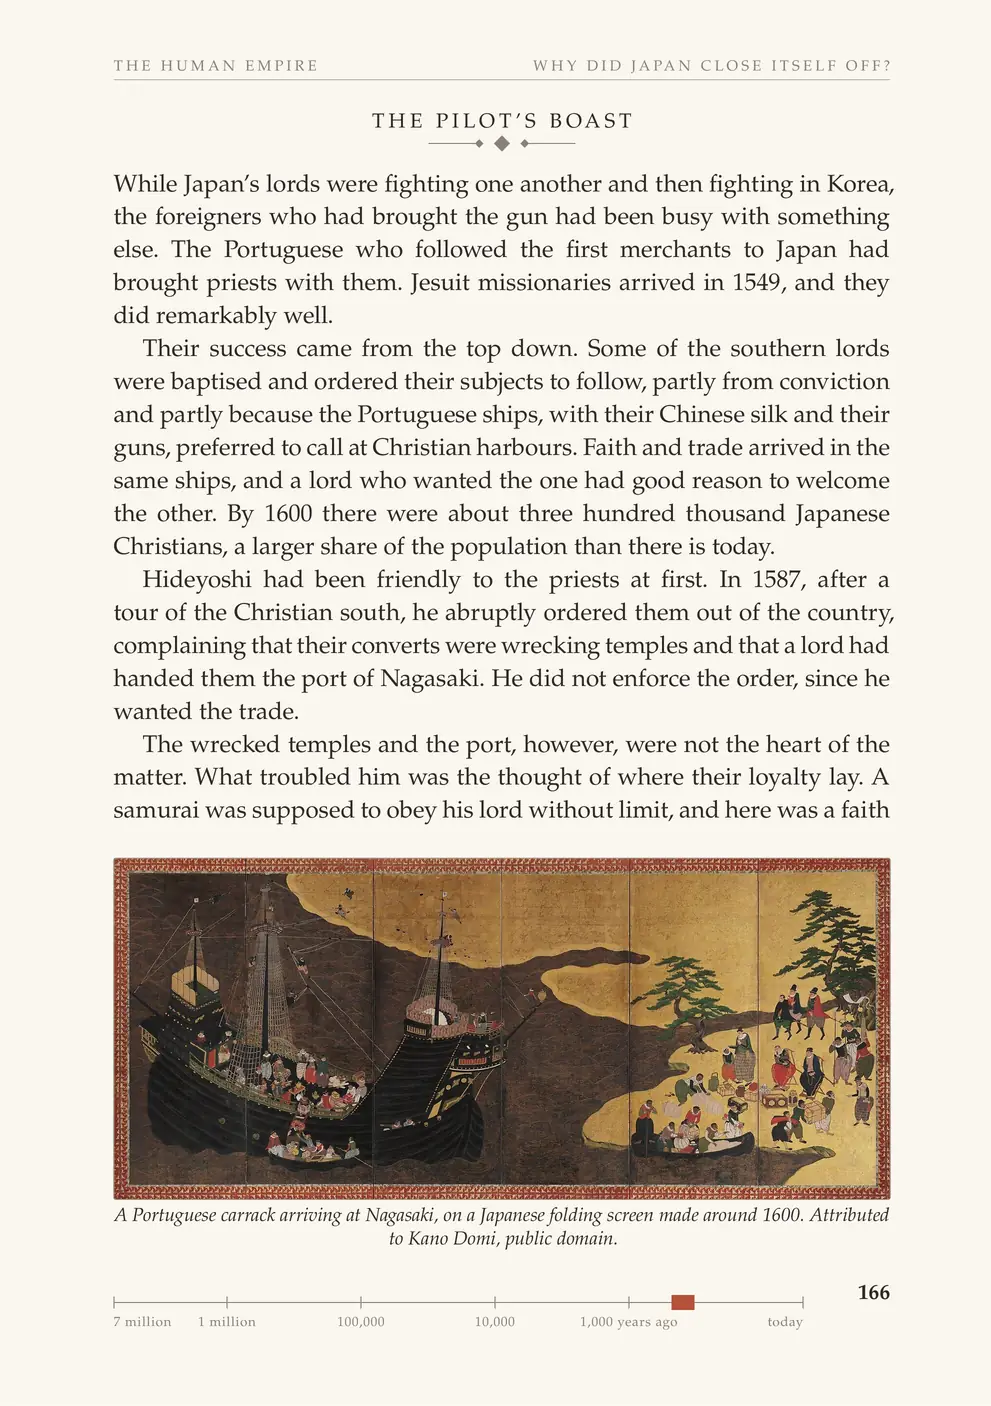 THE HUMAN EMPIRE
WHY DID JAPAN CLOSE ITSELF OFF?
THE PILOT’S BOAST
While Japan’s lords were fighting one another and then fighting in Korea,
the foreigners who had brought the gun had been busy with something
else. The Portuguese who followed the first merchants to Japan had
brought priests with them. Jesuit missionaries arrived in 1549, and they
did remarkably well.
Their success came from the top down. Some of the southern lords
were baptised and ordered their subjects to follow, partly from conviction
and partly because the Portuguese ships, with their Chinese silk and their
guns, preferred to call at Christian harbours. Faith and trade arrived in the
same ships, and a lord who wanted the one had good reason to welcome
the other. By 1600 there were about three hundred thousand Japanese
Christians, a larger share of the population than there is today.
Hideyoshi had been friendly to the priests at first. In 1587, after a
tour of the Christian south, he abruptly ordered them out of the country,
complaining that their converts were wrecking temples and that a lord had
handed them the port of Nagasaki. He did not enforce the order, since he
wanted the trade.
The wrecked temples and the port, however, were not the heart of the
matter. What troubled him was the thought of where their loyalty lay. A
samurai was supposed to obey his lord without limit, and here was a faith
A Portuguese carrack arriving at Nagasaki, on a Japanese folding screen made around 1600. Attributed
to Kano Domi, public domain.
166
7 million 1 million 100,000 10,000 1,000 years ago today